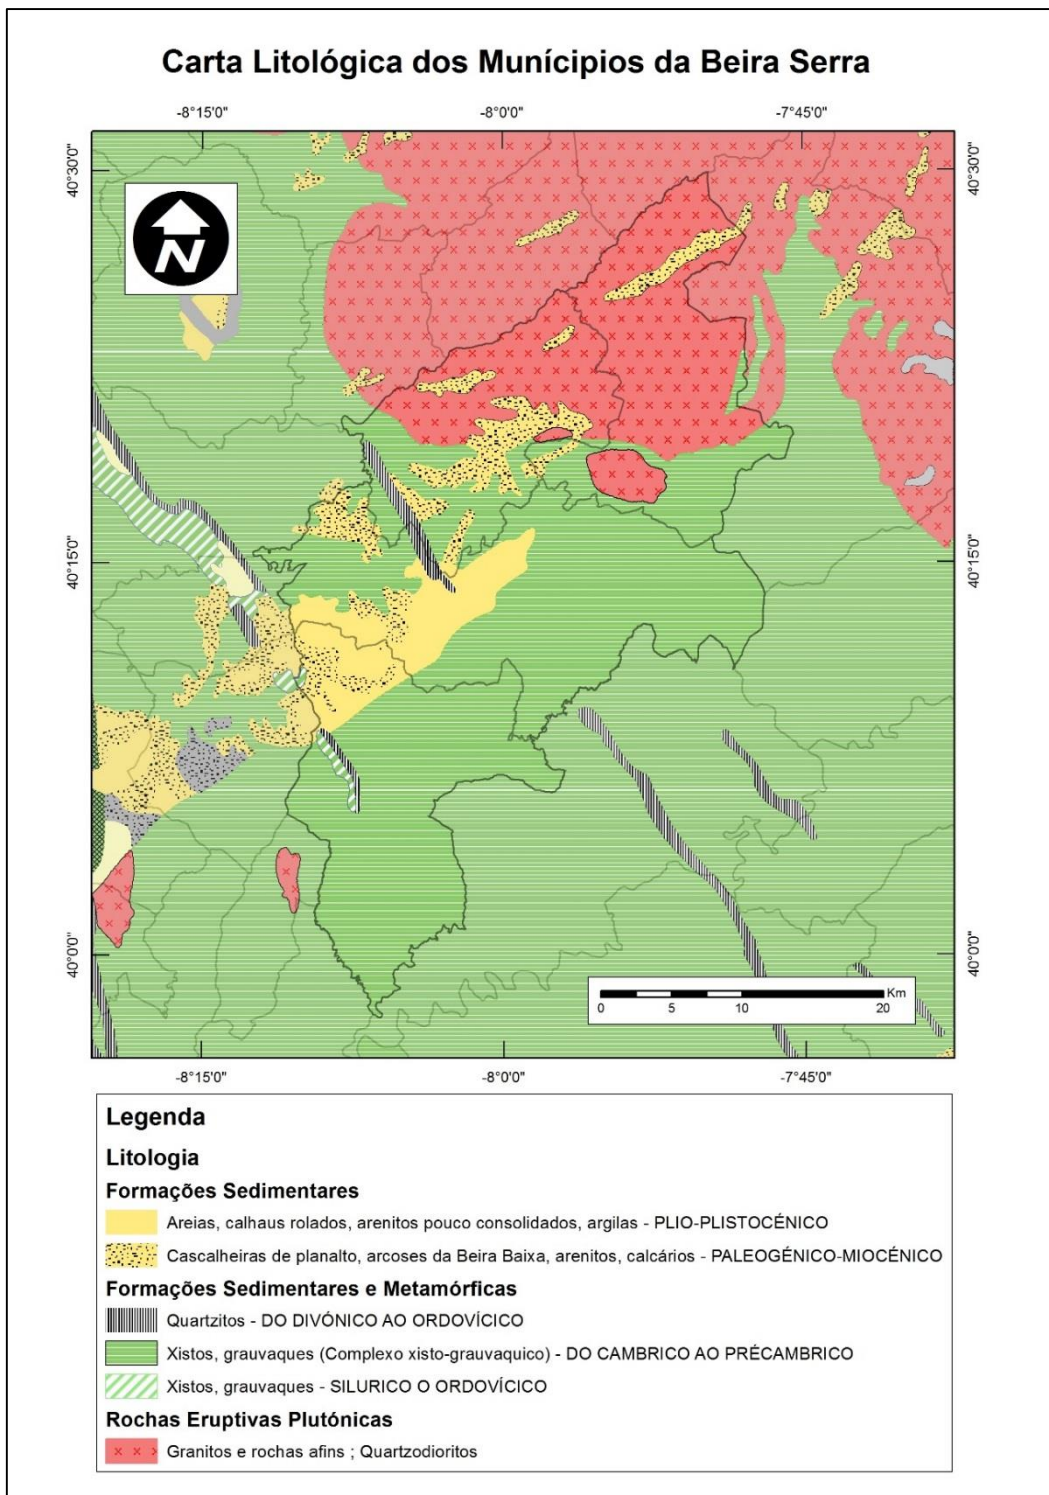 Carta Litológica dos Munícipios da Beira Serra
-8°15'0" -8°0'0" -7°45'0"
40°30'0" 40°30'0"
N
40°15'0" 40°15'0"
40°0'0" 40°0'0"
Km
0 5 10 20
-8°15'0" -8°0'0" -7°45'0"
Legenda
Litologia
Formações Sedimentares
Areias, calhaus rolados, arenitos pouco consolidados, argilas - PLIO-PLISTOCÉNICO
Cascalheiras de planalto, arcoses da Beira Baixa, arenitos, calcários - PALEOGÉNICO-MIOCÉNICO
Formações Sedimentares e Metamórficas
Quartzitos - DO DIVÓNICO AO ORDOVÍCICO
Xistos, grauvaques (Complexo xisto-grauvaquico) - DO CAMBRICO AO PRÉCAMBRICO
Xistos, grauvaques - SILURICO O ORDOVÍCICO
Rochas Eruptivas Plutónicas
Granitos e rochas afins ; Quartzodioritos